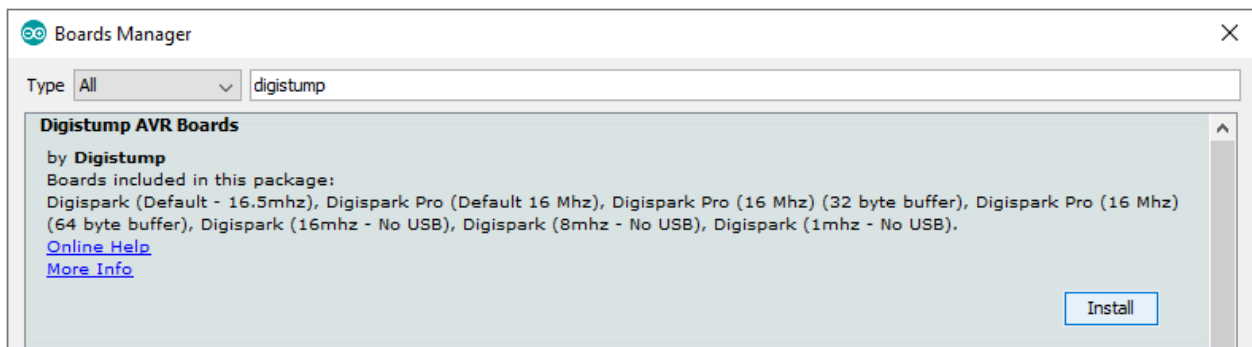 Boards Manager
Type All digistump
Digistump AVR Boards
by Digistump
Boards included in this package:
Digispark (Default - 16.5mhz), Digispark Pro (Default 16 Mhz), Digispark Pro (16 Mhz) (32 byte buffer), Digispark Pro (16 Mhz)
(64 byte buffer), Digispark (16mhz - No USB), Digispark (8mhz - No USB), Digispark (1mhz - No USB).
Online Help
More Info
Install